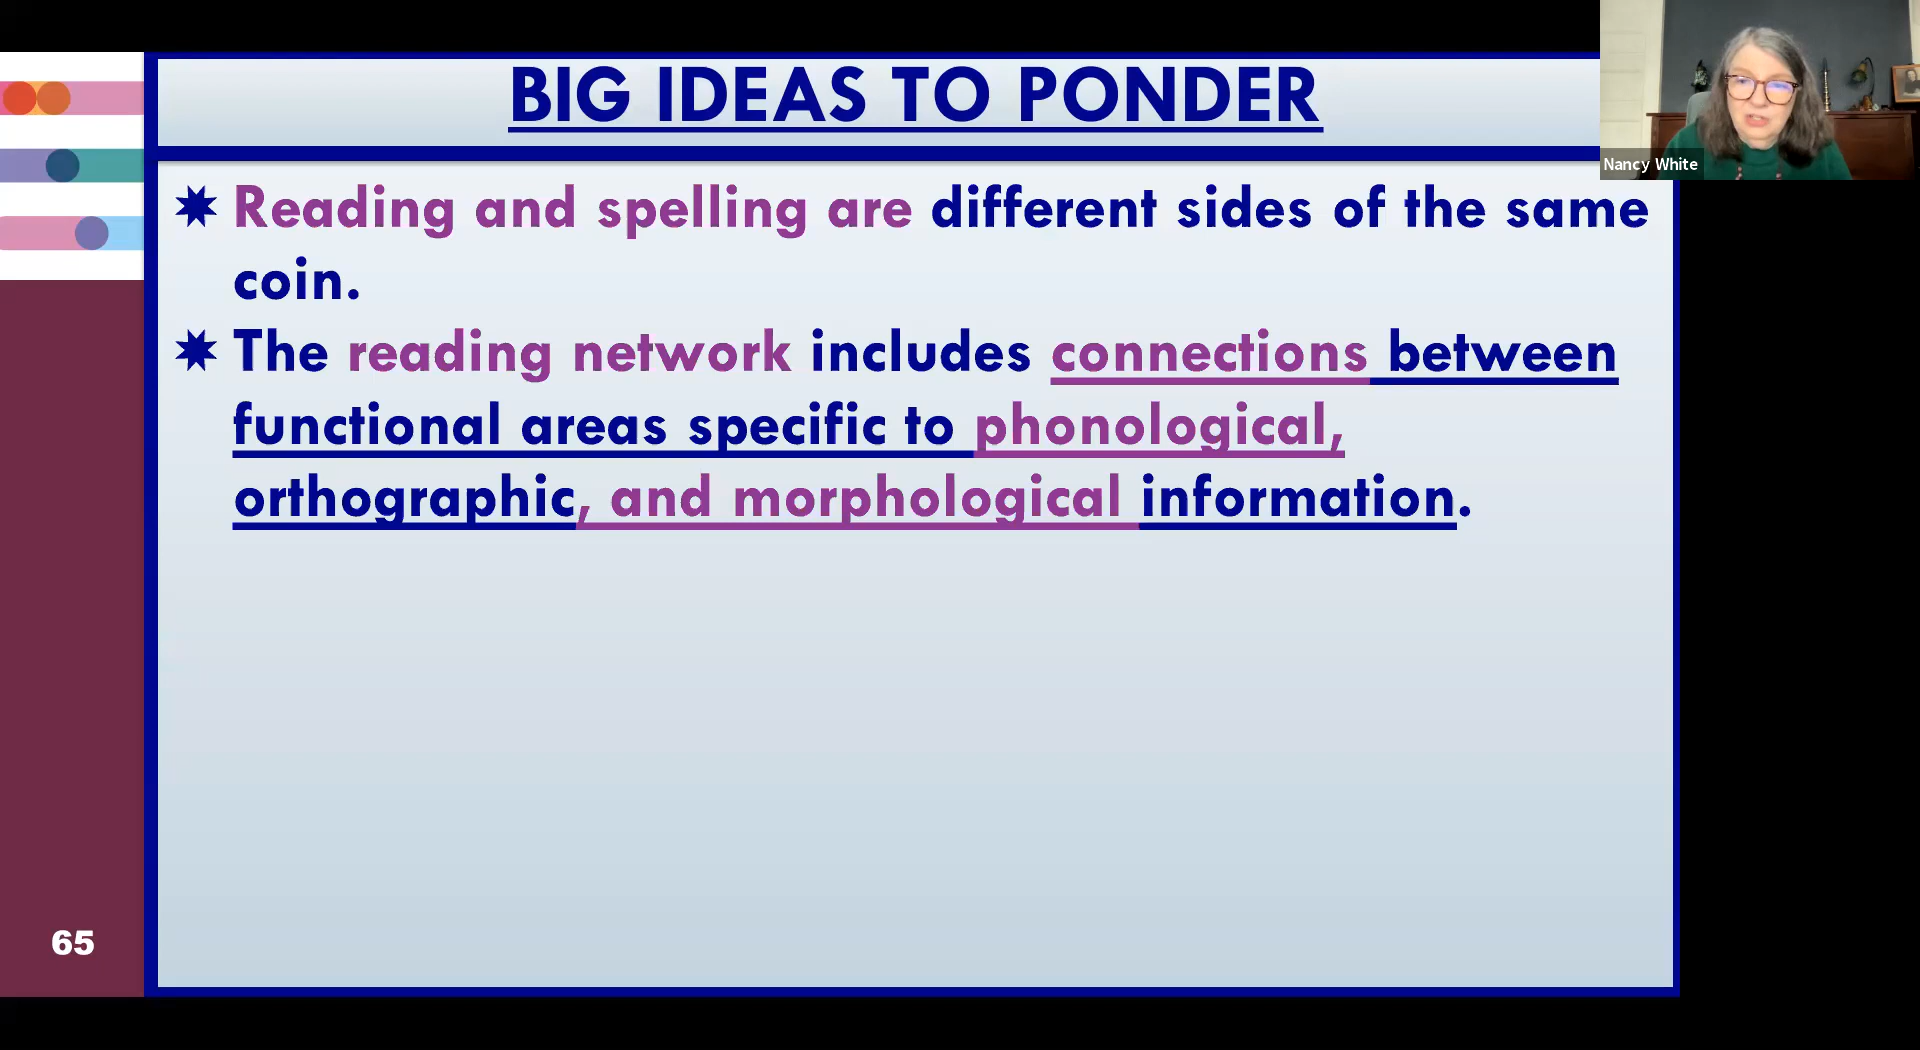 BIG IDEAS TO PONDER
Nancy White
Reading and spelling are different sides of the same
coin.
The reading network includes connections between
functional areas specific to phonological,
orthographic, and morphological information.
65